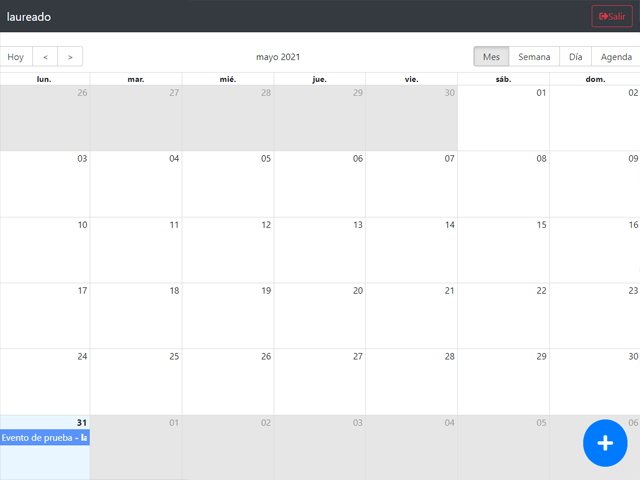 laureado
Salir
Hoy < > mayo 2021 Mes Semana Día Agenda
lun. mar. mié. jue. vie. sáb. dom.
26 27 28 29 30 01 02
03 04 05 06 07 08 09
10 11 12 13 14 15 16
17 18 19 20 21 22 23
24 25 26 27 28 29 30
31 01 02 03 04 05 06
Evento de prueba -